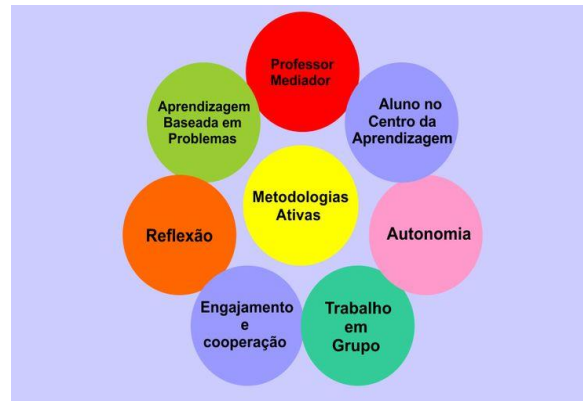 Professor
Mediador
Aluno no
Centro da
Aprendizagem
Autonomia
Trabalho
em
Grupo
Engajamento
e
cooperação
Reflexão
Aprendizagem
Baseada em
Problemas
Metodologias
Ativas